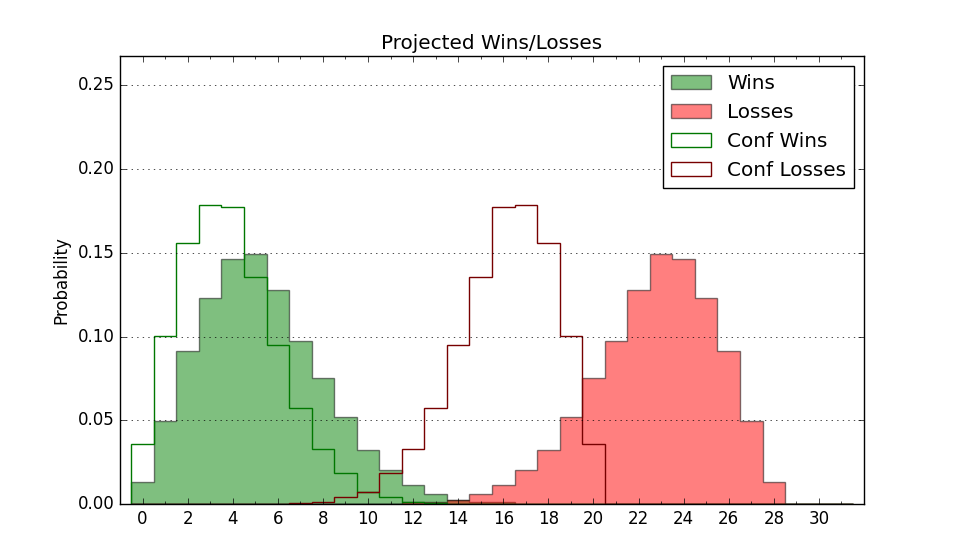 Projected Wins/Losses
Wins
Losses
Conf Wins
Conf Losses
Probability
0.25
0.20
0.15
0.10
0.05
0.00
0 2 4 6 8 10 12 14 16 18 20 22 24 26 28 30